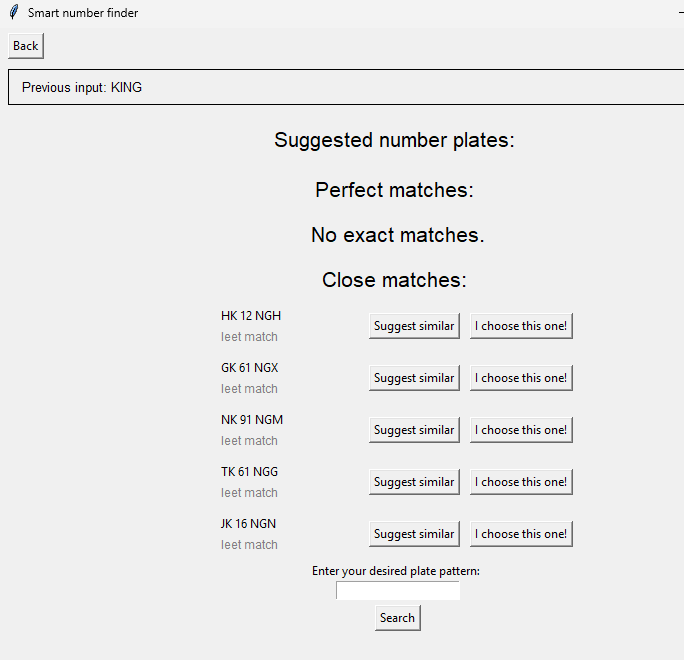 Smart number finder
Back
Previous input: KING
Suggested number plates:
Perfect matches:
No exact matches.
Close matches:
HK 12 NGH
leet match
Suggest similar
I choose this one!
GK 61 NGX
leet match
Suggest similar
I choose this one!
NK 91 NGM
leet match
Suggest similar
I choose this one!
TK 61 NGG
leet match
Suggest similar
I choose this one!
JK 16 NGN
leet match
Suggest similar
I choose this one!
Enter your desired plate pattern:
Search